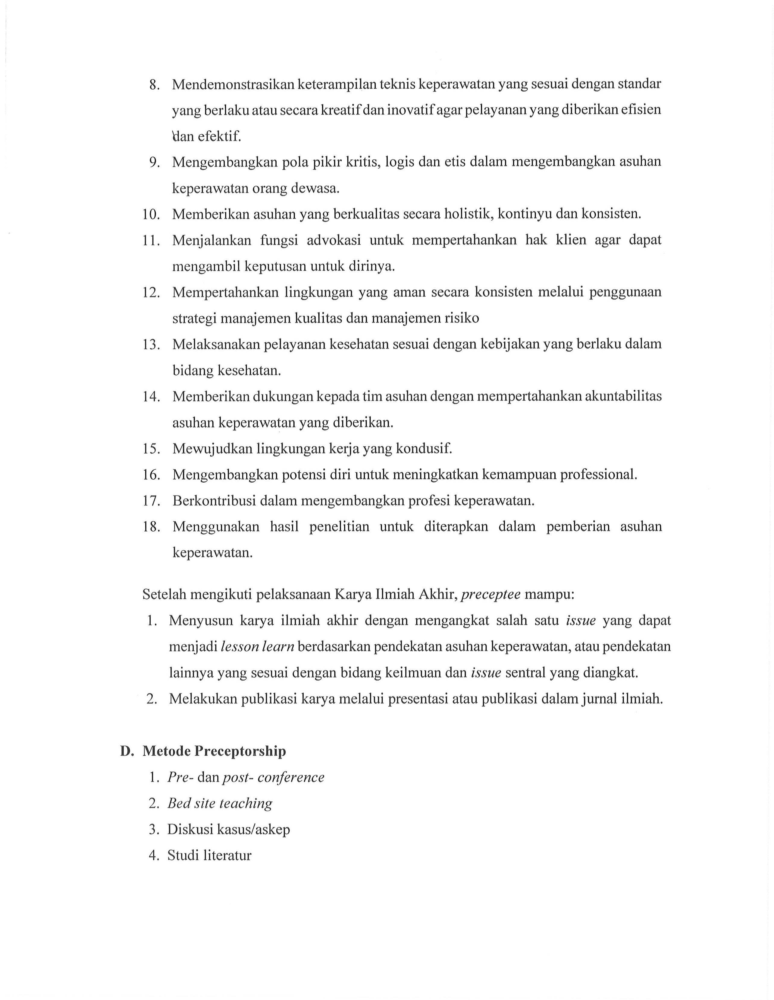 8. Mendemonstrasikan keterampilan teknis keperawatan yang sesuai dengan standar
yang berlaku atau secara kreatif dan inovatif agar pelayanan yang diberikan efisien
dan efektif.
9. Mengembangkan pola pikir kritis, logis dan etis dalam mengembangkan asuhan
keperawatan orang dewasa.
10. Memberikan asuhan yang berkualitas secara holistik, kontinyu dan konsisten.
11. Menjalankan fungsi advokasi untuk mempertahankan hak klien agar dapat
mengambil keputusan untuk dirinya.
12. Mempertahankan lingkungan yang aman secara konsisten melalui penggunaan
strategi manajemen kualitas dan manajemen risiko
13. Melaksanakan pelayanan kesehatan sesuai dengan kebijakan yang berlaku dalam
bidang kesehatan.
14. Memberikan dukungan kepada tim asuhan dengan mempertahankan akuntabilitas
asuhan keperawatan yang diberikan.
15. Mewujudkan lingkungan kerja yang kondusif.
16. Mengembangkan potensi diri untuk meningkatkan kemampuan professional.
17. Berkontribusi dalam mengembangkan profesi keperawatan.
18. Menggunakan hasil penelitian untuk diterapkan dalam pemberian asuhan
keperawatan.
Setelah mengikuti pelaksanaan Karya Ilmiah Akhir, preceptee mampu:
1. Menyusun karya ilmiah akhir dengan mengangkat salah satu issue yang dapat
menjadi lesson learn berdasarkan pendekatan asuhan keperawatan, atau pendekatan
lainnya yang sesuai dengan bidang keilmuan dan issue sentral yang diangkat.
2. Melakukan publikasi karya melalui presentasi atau publikasi dalam jurnal ilmiah.
D. Metode Preceptorship
1. Pre- dan post- conference
2. Bed site teaching
3. Diskusi kasus/askep
4. Studi literatur